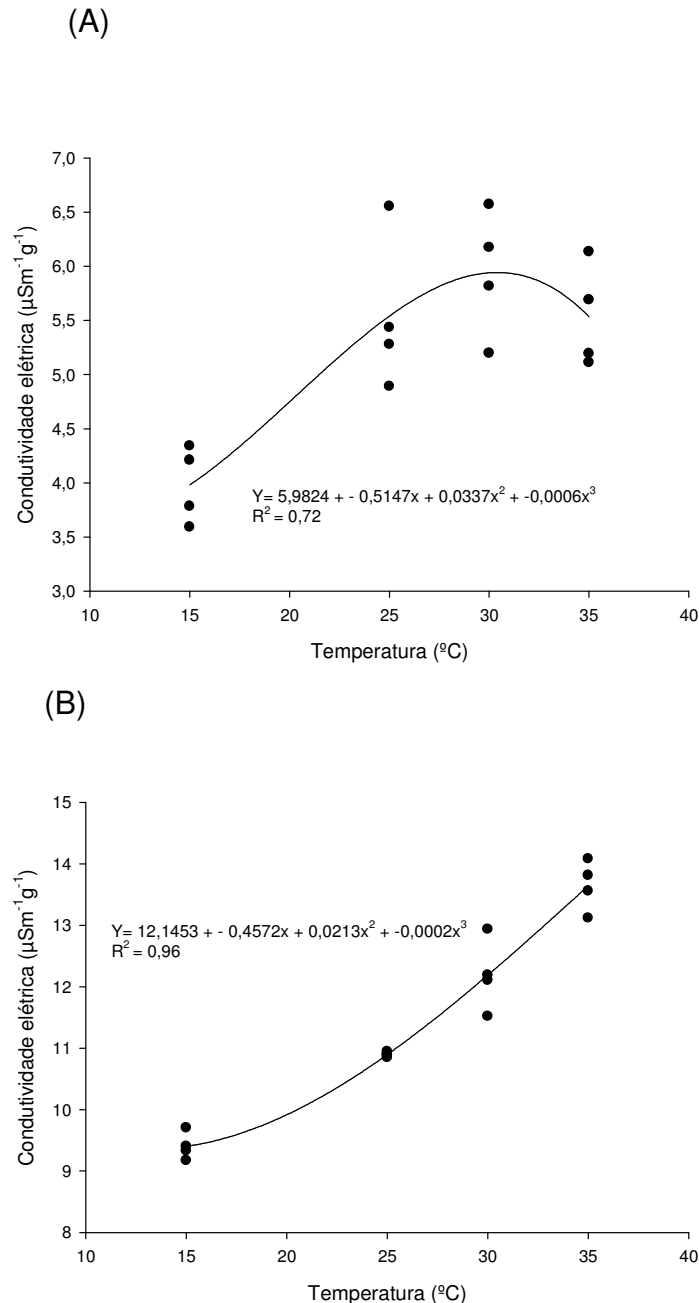 (A)
Condutividade elétrica (µSm⁻¹g⁻¹)
7,0
6,5
6,0
5,5
5,0
4,5
4,0
3,5
3,0
Y= 5,9824 + - 0,5147x + 0,0337x² + -0,0006x³
R² = 0,72
10 15 20 25 30 35 40
Temperatura (ºC)
(B)
Condutividade elétrica (µSm⁻¹g⁻¹)
15
14
13
12
11
10
9
8
Y= 12,1453 + - 0,4572x + 0,0213x² + -0,0002x³
R² = 0,96
10 15 20 25 30 35 40
Temperatura (ºC)